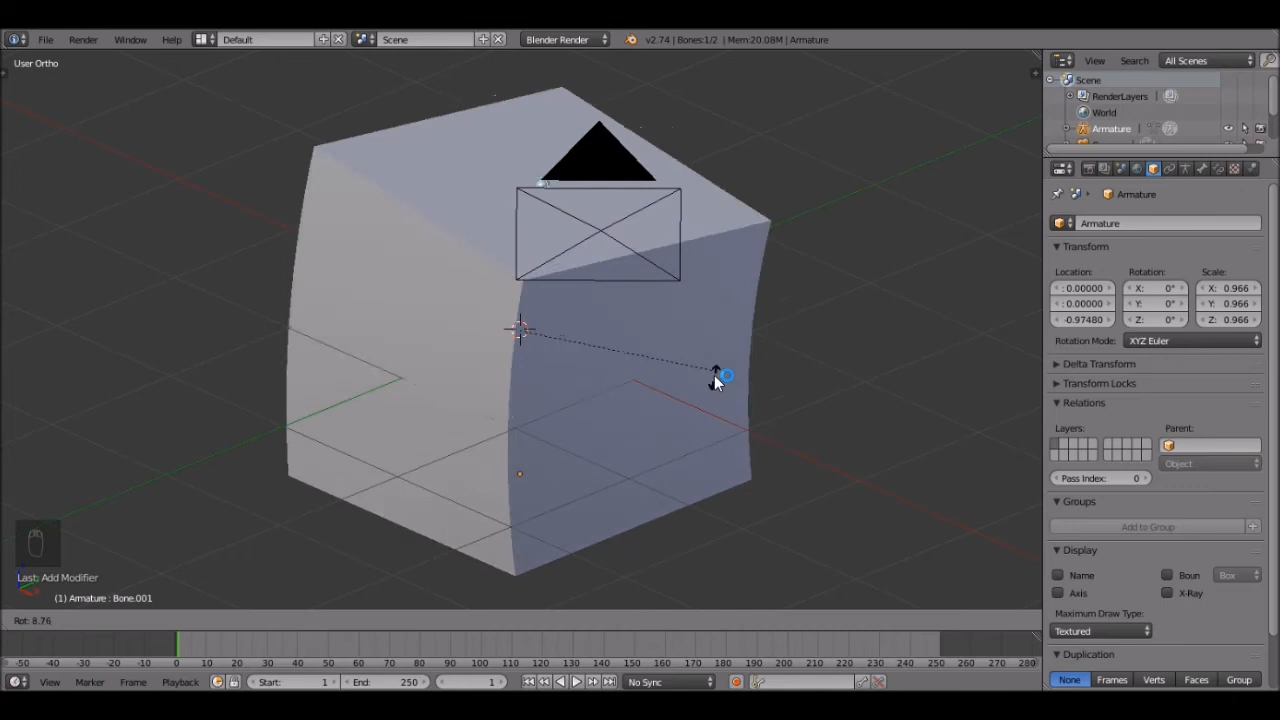 File Render Window Help Default Scene Blender Render v2.74 | Bones:1/2 | Mem:20.08M | Armature
User Ortho
View Search All Scenes
Scene
RenderLayers
World
Armature
Armature
Armature
Transform
Location: Rotation: Scale:
: 0.00000 X: 0° X: 0.966
: 0.00000 Y: 0° Y: 0.966
: -0.97480 Z: 0° Z: 0.966
Rotation Mode: XYZ Euler
Delta Transform
Transform Locks
Relations
Layers: Parent:
Object
Pass Index: 0
Groups
Add to Group
Display
Name Boun Box
Axis X-Ray
Maximum Draw Type:
Textured
Duplication
None Frames Verts Faces Group
Last: Add Modifier
(1) Armature : Bone.001
Rot: 8.76
-50 -40 -30 -20 -10 0 10 20 30 40 50 60 70 80 90 100 110 120 130 140 150 160 170 180 190 200 210 220 230 240 250 260 270 280
View Marker Frame Playback Start: 1 End: 250 1 No Sync